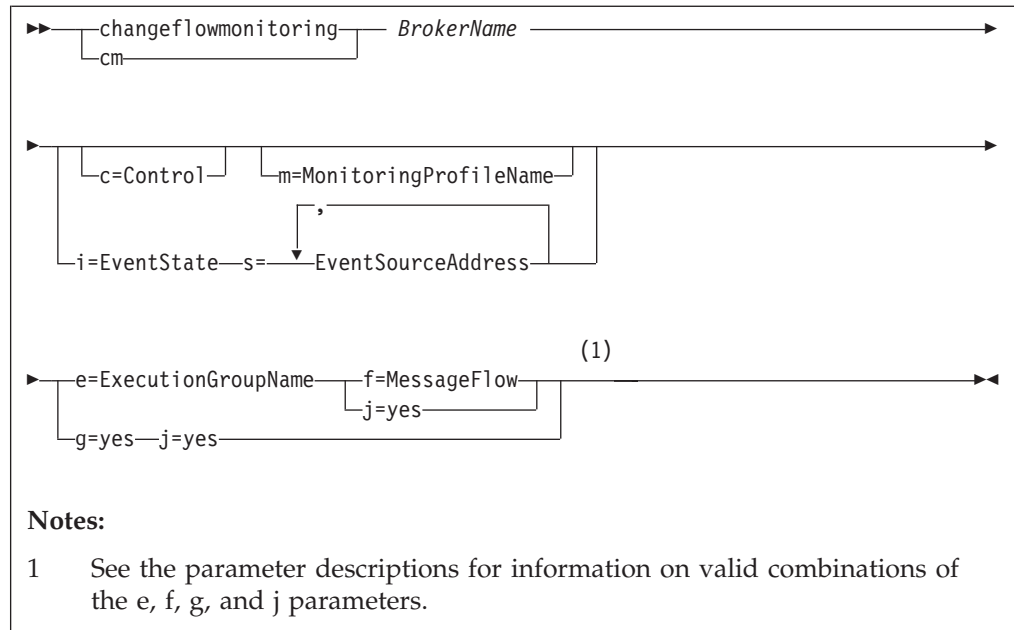 changeflowmonitoring BrokerName
cm
c=Control m=MonitoringProfileName
,
i=EventState s= EventSourceAddress
(1)
e=ExecutionGroupName f=MessageFlow
j=yes
g=yes j=yes
Notes:
1 See the parameter descriptions for information on valid combinations of
the e, f, g, and j parameters.